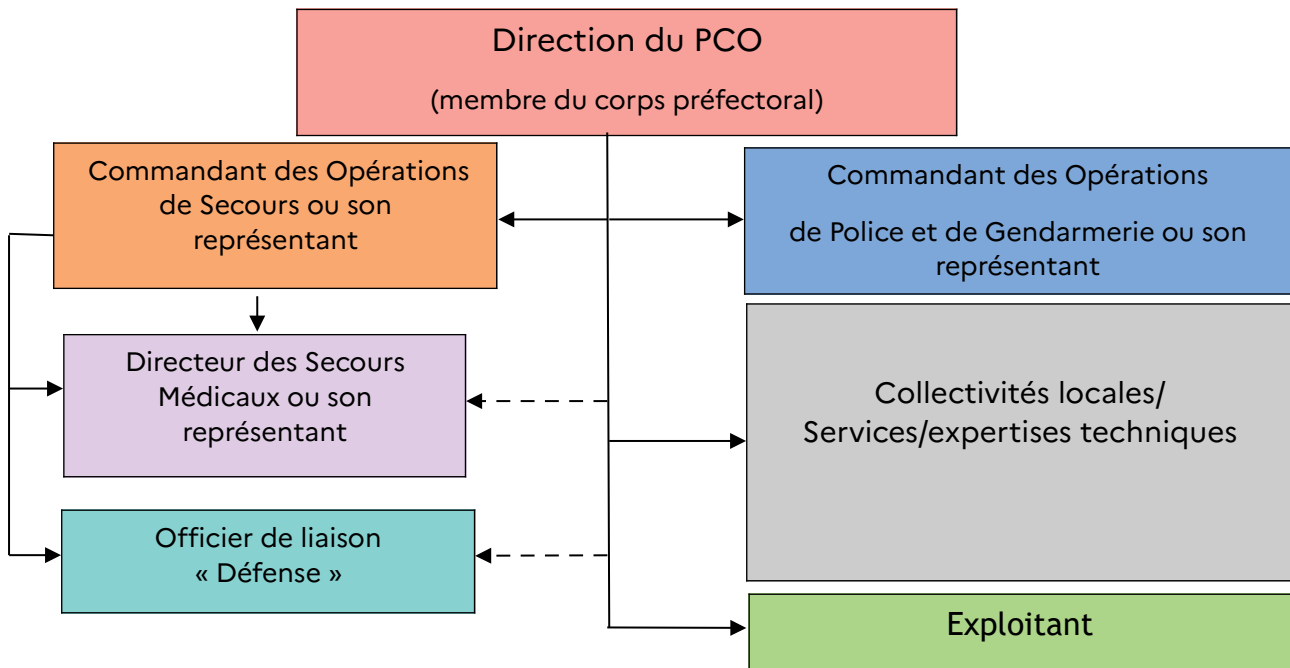 Direction du PCO
(membre du corps préfectoral)
Commandant des Opérations
de Secours ou son
représentant
Commandant des Opérations
de Police et de Gendarmerie ou son
représentant
Directeur des Secours
Médicaux ou son
représentant
Collectivités locales/
Services/expertises techniques
Officier de liaison
« Défense »
Exploitant